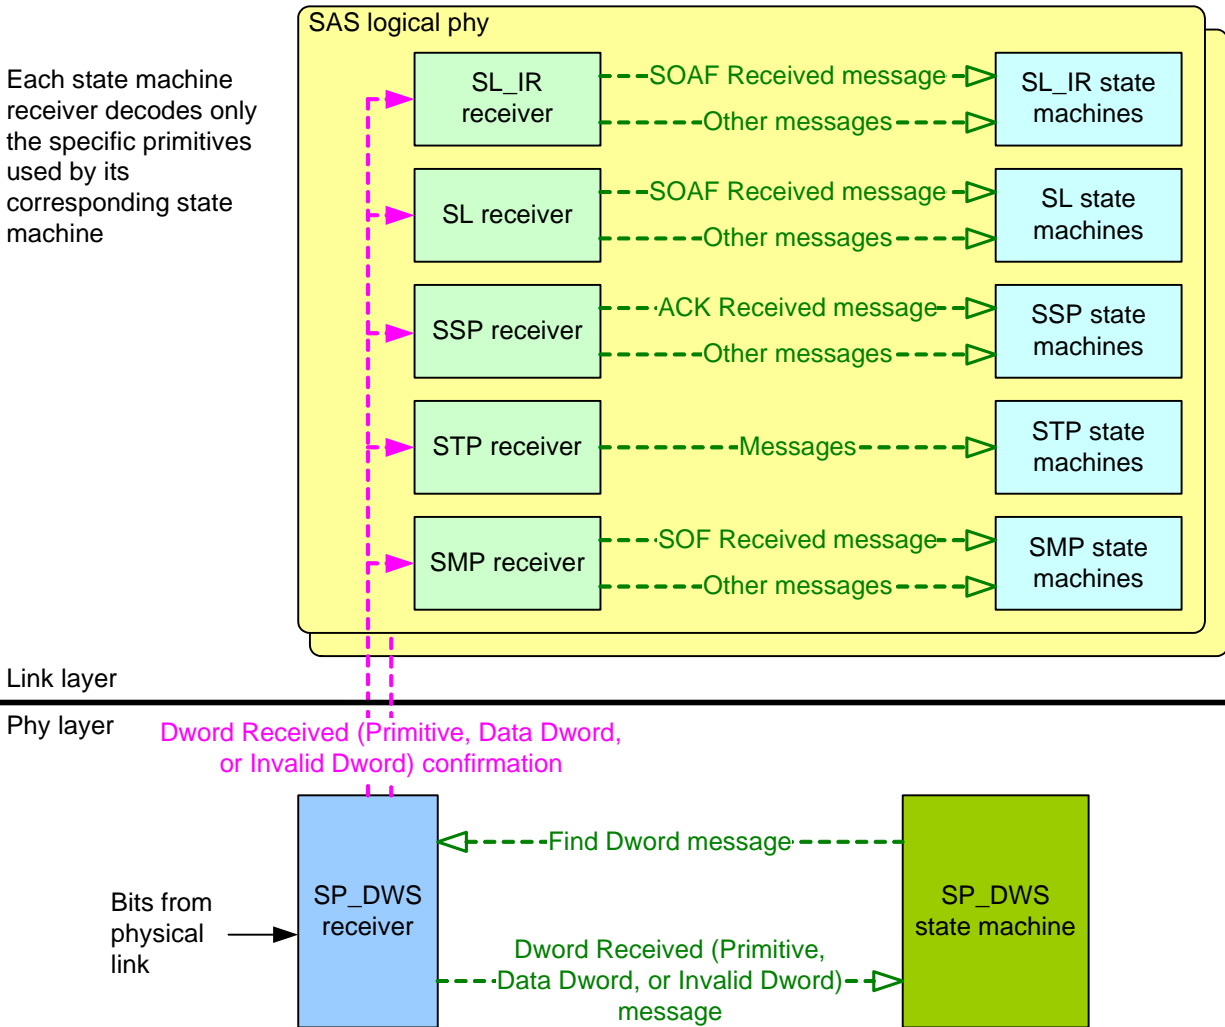 SAS logical phy
Each state machine
receiver decodes only
the specific primitives
used by its
corresponding state
machine
SL_IR
receiver
SOAF Received message
Other messages
SL_IR state
machines
SL receiver
SOAF Received message
Other messages
SL state
machines
SSP receiver
ACK Received message
Other messages
SSP state
machines
STP receiver
Messages
STP state
machines
SMP receiver
SOF Received message
Other messages
SMP state
machines
Link layer
Phy layer
Dword Received (Primitive, Data Dword,
or Invalid Dword) confirmation
Bits from
physical
link
SP_DWS
receiver
Find Dword message
Dword Received (Primitive,
Data Dword, or Invalid Dword)
message
SP_DWS
state machine